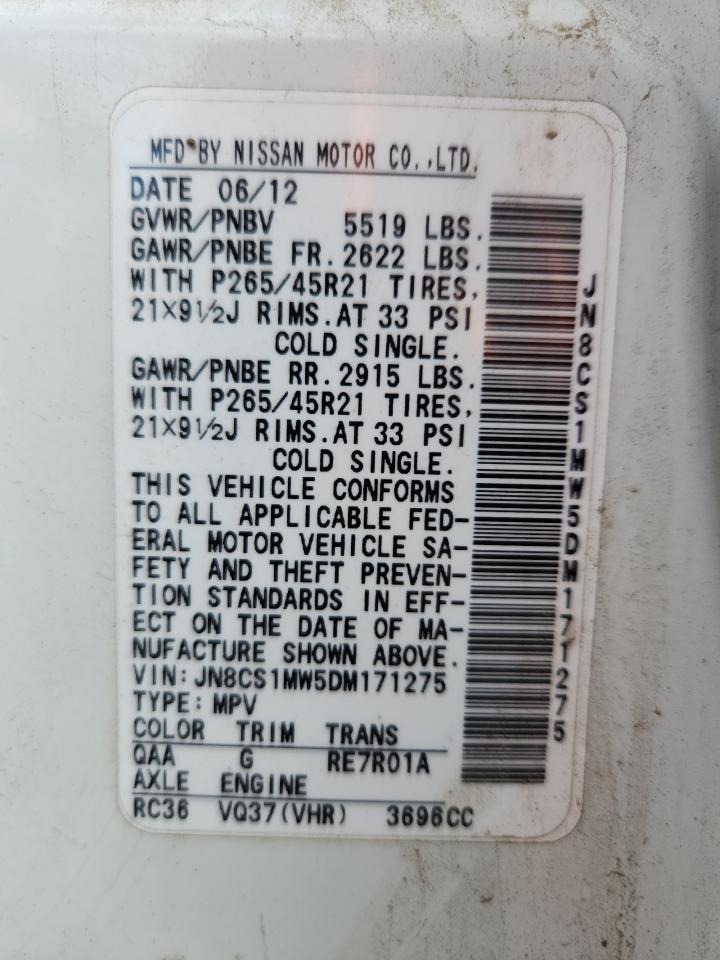 MFD BY NISSAN MOTOR CO.,LTD.
DATE 06/12
GVWR/PNBV 5519 LBS.
GAWR/PNBE FR.2622 LBS.
WITH P265/45R21 TIRES,
21×9½J RIMS.AT 33 PSI
COLD SINGLE.
GAWR/PNBE RR.2915 LBS.
WITH P265/45R21 TIRES,
21×9½J RIMS.AT 33 PSI
COLD SINGLE.
THIS VEHICLE CONFORMS
TO ALL APPLICABLE FED-
ERAL MOTOR VEHICLE SA-
FETY AND THEFT PREVEN-
TION STANDARDS IN EFF-
ECT ON THE DATE OF MA-
NUFACTURE SHOWN ABOVE.
VIN:JN8CS1MW5DM171275
TYPE:MPV
COLOR TRIM TRANS
QAA G RE7R01A
AXLE ENGINE
RC36 VQ37(VHR) 3696CC
JN8CS1MW5DM171275